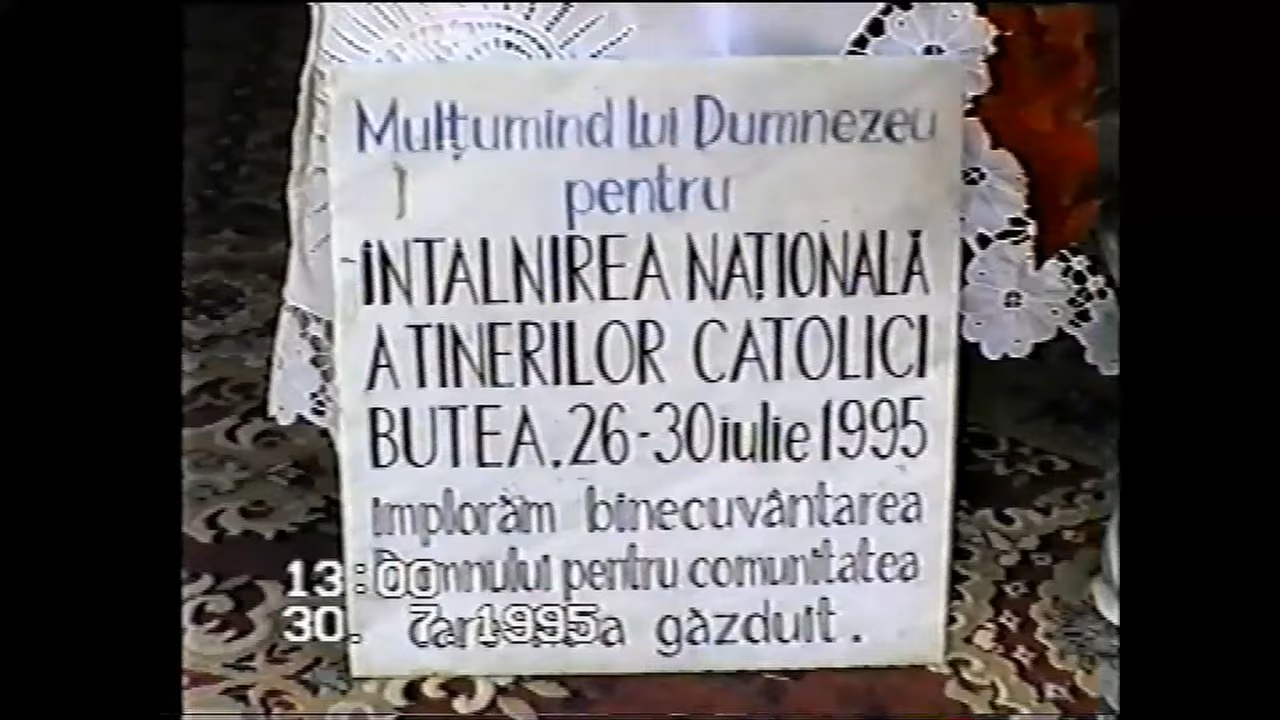 Mulțumind lui Dumnezeu
pentru
INTALNIREA NAȚIONALĂ
A TINERILOR CATOLICI
BUTEA. 26-30 iulie 1995
implorăm binecuvântarea
Domnului pentru comunitatea
a găzduit.
13:00
30. 7. 1995